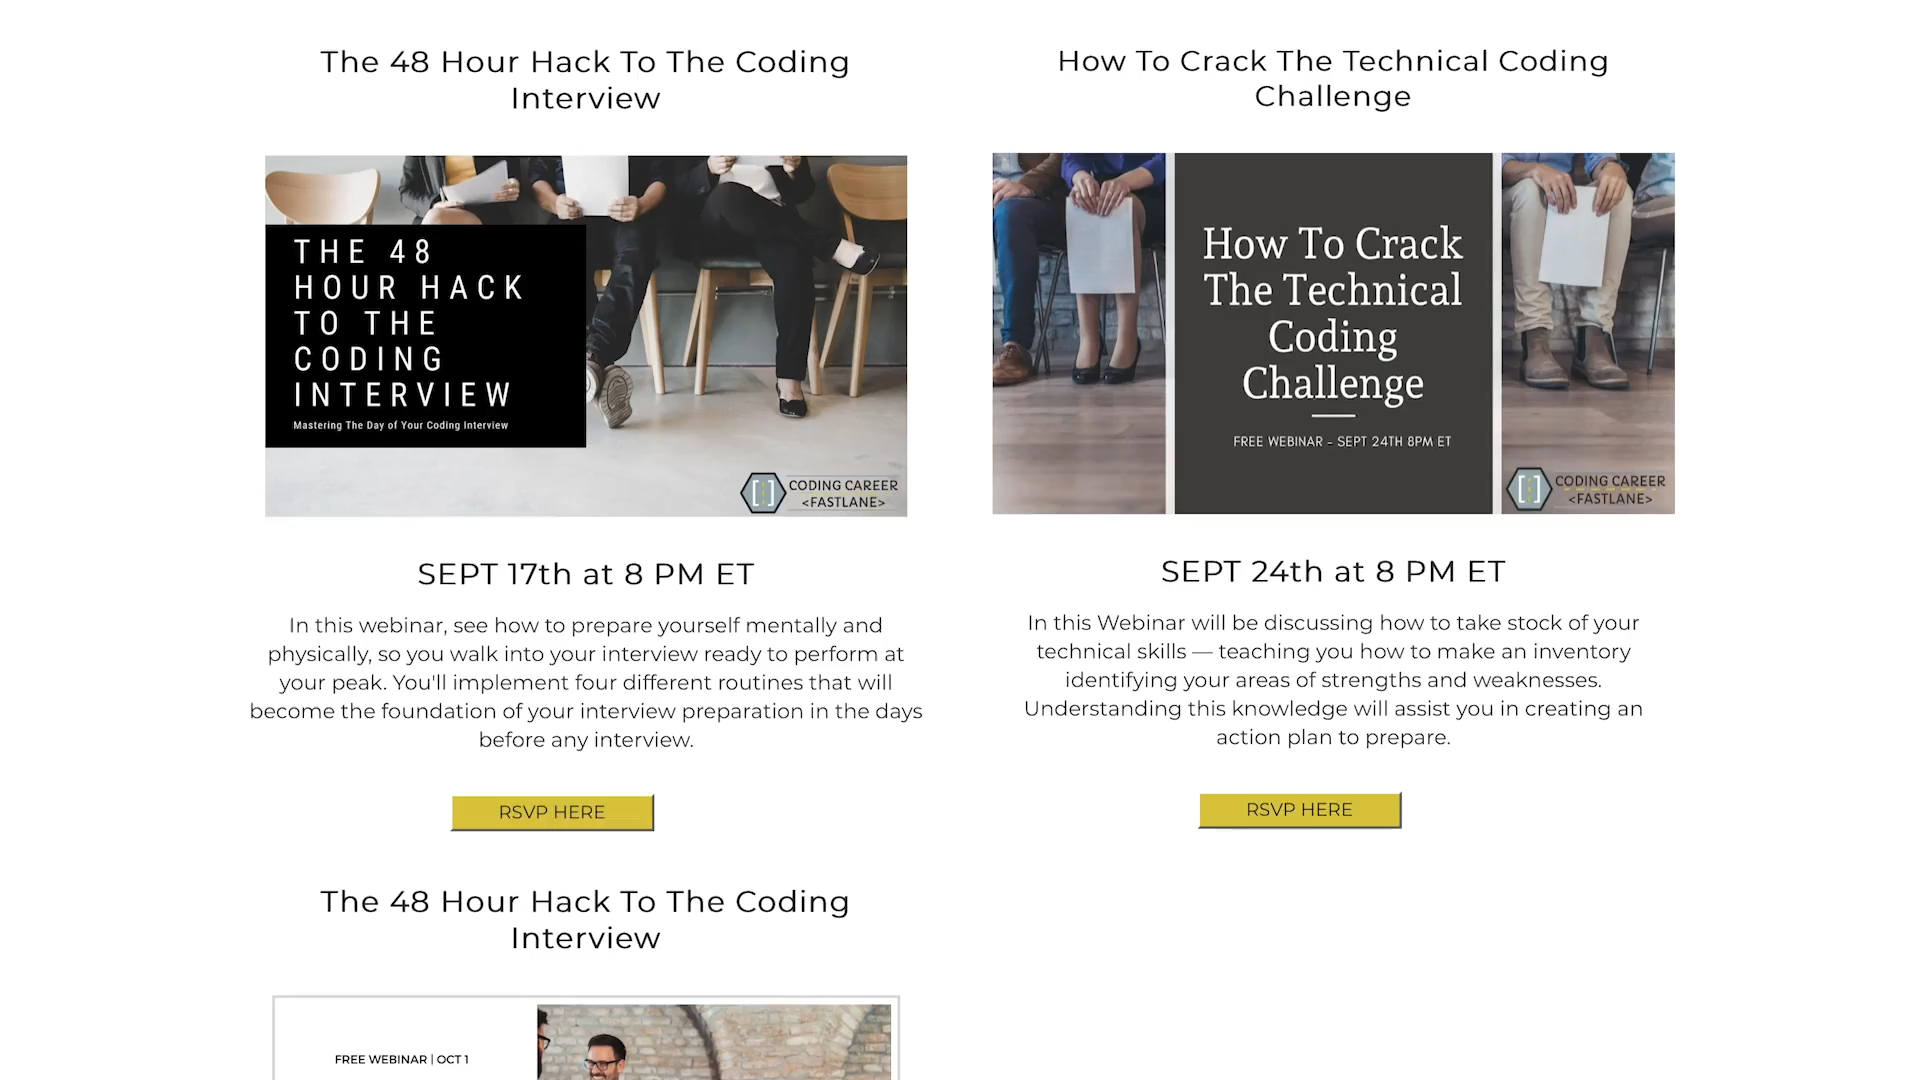 The 48 Hour Hack To The Coding
Interview
THE 48
HOUR HACK
TO THE
CODING
INTERVIEW
Mastering The Day of Your Coding Interview
CODING CAREER
<FASTLANE>
SEPT 17th at 8 PM ET
In this webinar, see how to prepare yourself mentally and
physically, so you walk into your interview ready to perform at
your peak. You'll implement four different routines that will
become the foundation of your interview preparation in the days
before any interview.
RSVP HERE
How To Crack The Technical Coding
Challenge
How To Crack
The Technical
Coding
Challenge
FREE WEBINAR - SEPT 24TH 8PM ET
CODING CAREER
<FASTLANE>
SEPT 24th at 8 PM ET
In this Webinar will be discussing how to take stock of your
technical skills — teaching you how to make an inventory
identifying your areas of strengths and weaknesses.
Understanding this knowledge will assist you in creating an
action plan to prepare.
RSVP HERE
The 48 Hour Hack To The Coding
Interview
FREE WEBINAR | OCT 1